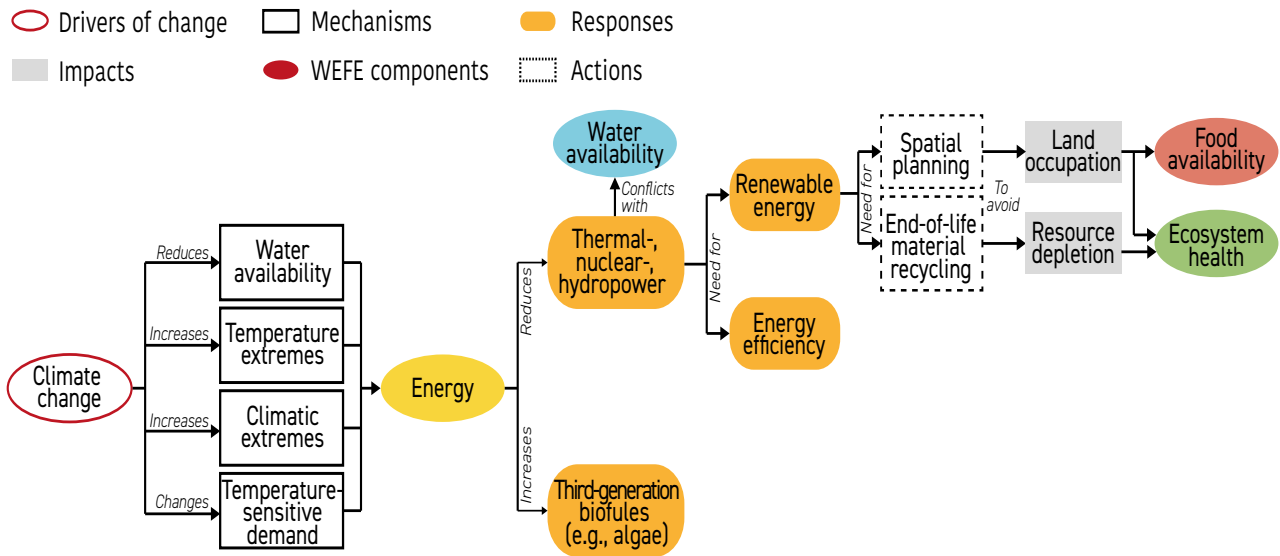 Drivers of change
Mechanisms
Responses
Impacts
WEFE components
Actions
Climate
change
Reduces
Increases
Increases
Changes
Water
availability
Temperature
extremes
Climatic
extremes
Temperature-
sensitive
demand
Energy
Reduces
Increases
Water
availability
Conflicts
with
Thermal-,
nuclear-,
hydropower
Third-generation
biofules
(e.g., algae)
Need for
Renewable
energy
Energy
efficiency
Need for
Spatial
planning
End-of-life
material
recycling
To
avoid
Land
occupation
Resource
depletion
Food
availability
Ecosystem
health